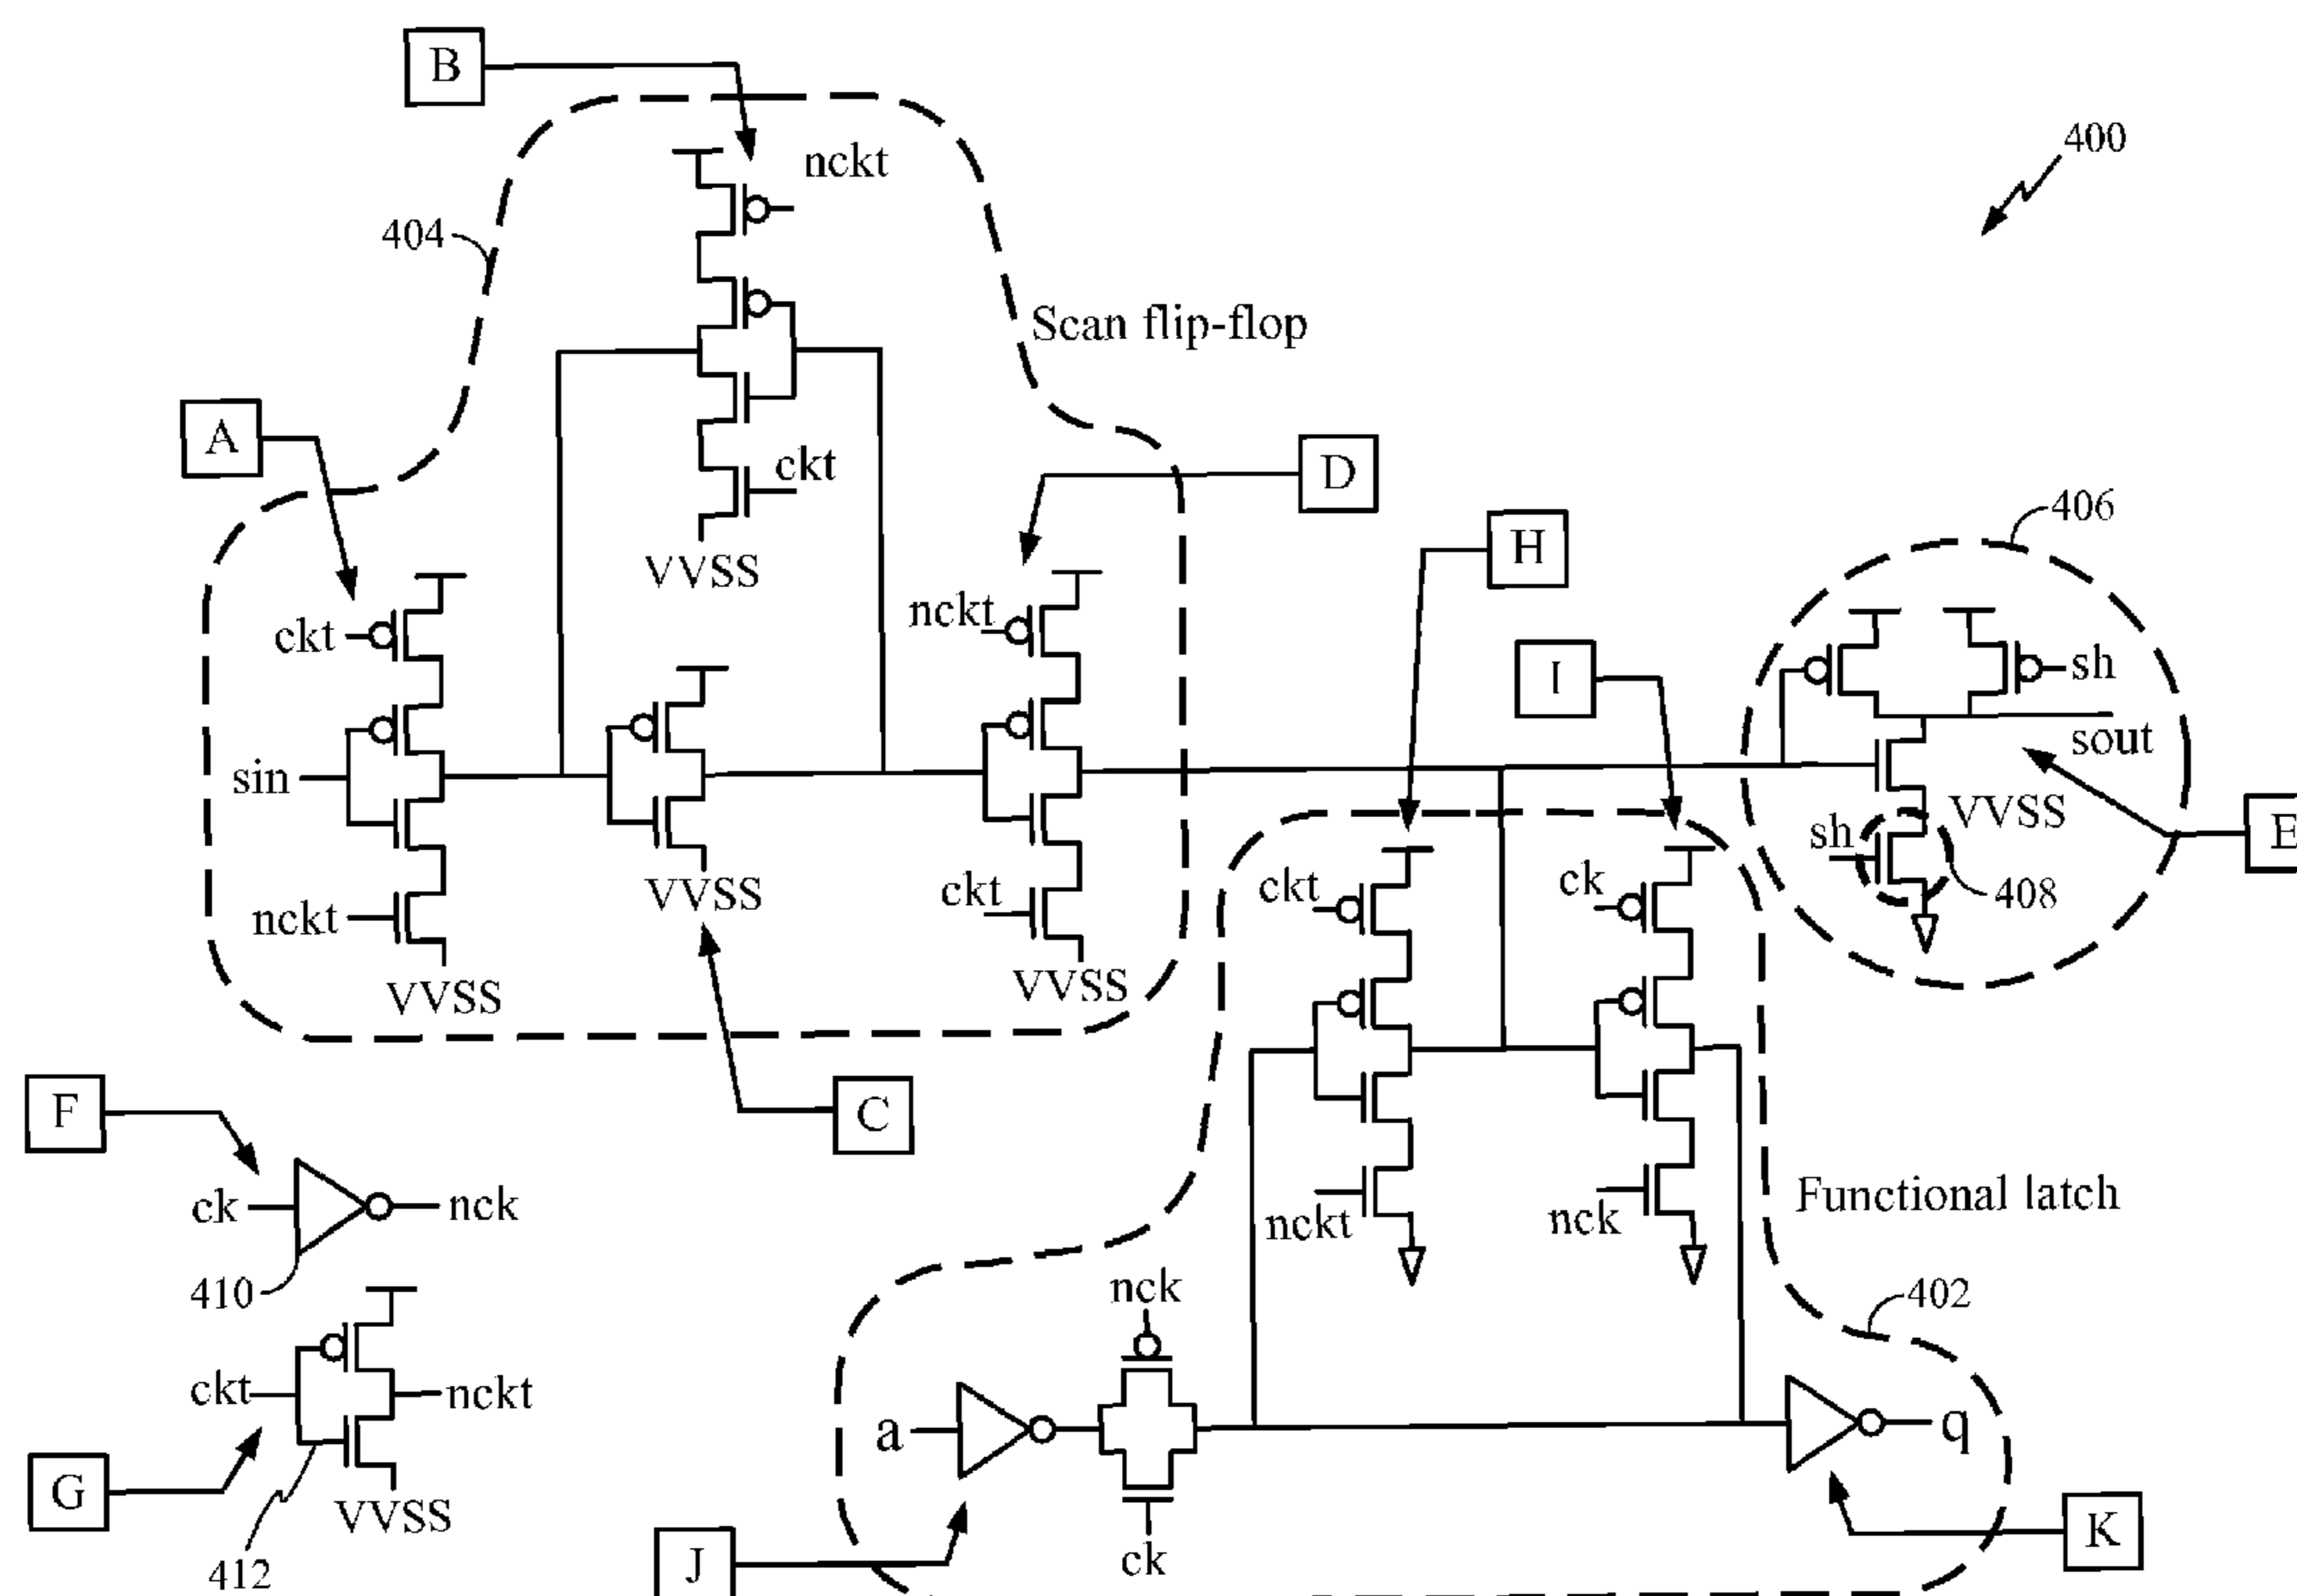 B
400
nckt
404
Scan flip-flop
A
ckt
D
H
406
VVSS
ckt
nckt
I
sh
sin
sout
VVSS
sh
E
ckt
ck
408
nckt
VVSS
ckt
VVSS
VVSS
F
C
ck
nck
Functional latch
nckt
nck
410
nck
402
ckt
nckt
a
q
G
VVSS
K
412
J
ck